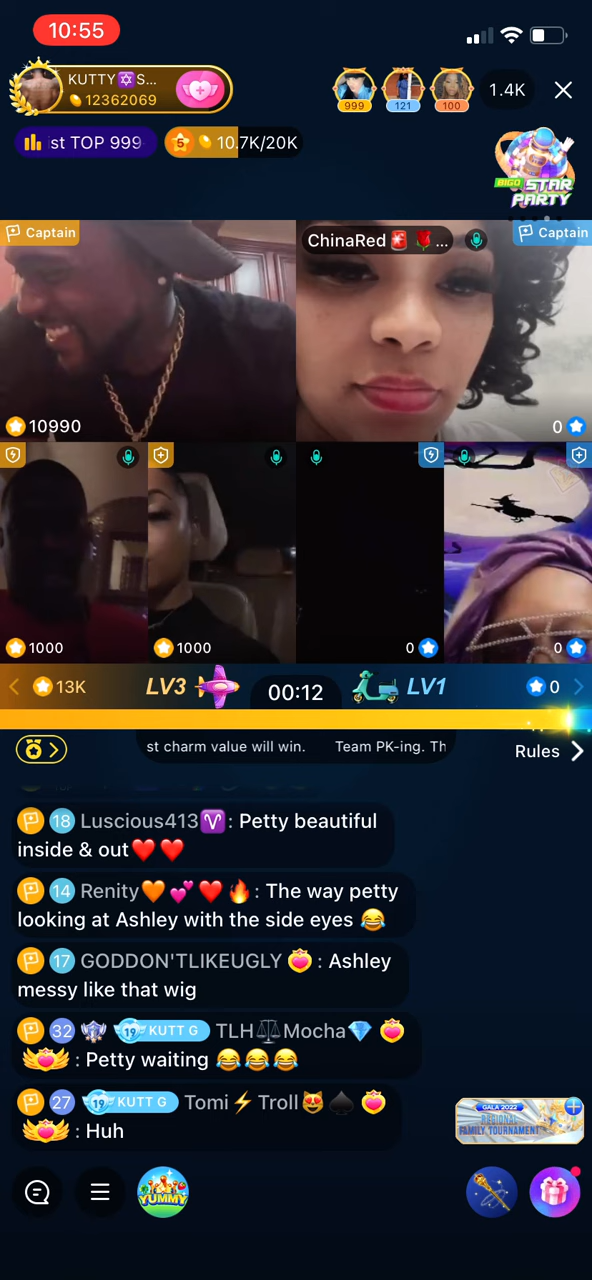 10:55
KUTTY✡️S...
12362069
999
121
100
1.4K
st TOP 999
5
10.7K/20K
BIGO STAR
PARTY
Captain
ChinaRed🚨🌹...
Captain
10990
0
1000
1000
0
0
13K
LV3
00:12
LV1
0
st charm value will win. Team PK-ing. Th
Rules
18 Luscious413♈: Petty beautiful
inside & out❤️❤️
14 Renity🧡💕❤️🔥: The way petty
looking at Ashley with the side eyes 😂
17 GODDON'TLIKEUGLY : Ashley
messy like that wig
32 19 KUTT G TLH⚖️Mocha💎
: Petty waiting 😂😂😂
27 19 KUTT G Tomi⚡Troll😻♠️
: Huh
GALA 2022
REGIONAL
FAMILY TOURNAMENT
YUMMY